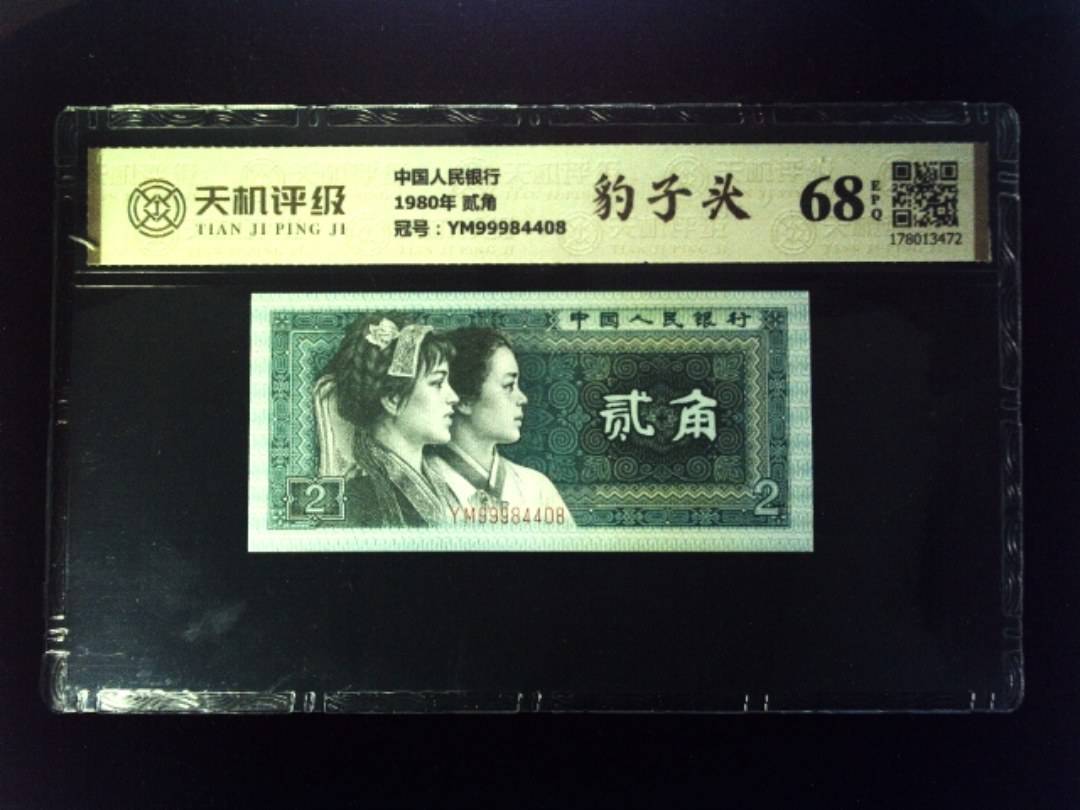 天机评级
TIAN JI PING JI
中国人民银行
1980年 贰角
冠号：YM99984408
豹子头
68
EPQ
178013472
中国人民银行
贰角
2
YM99984408
2